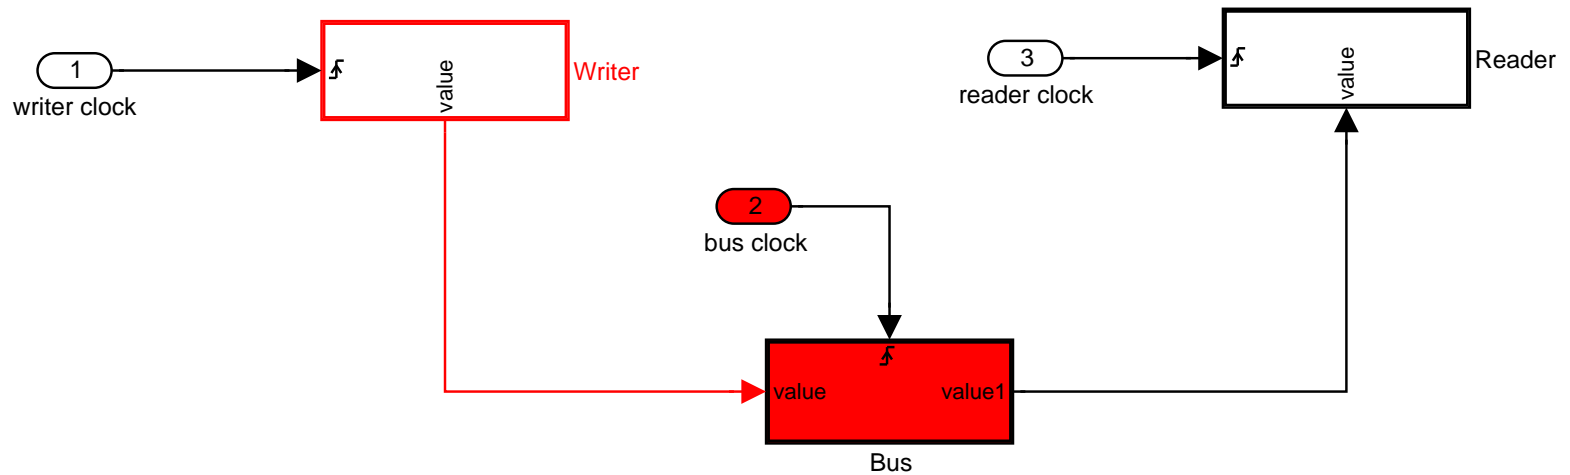 1
writer clock
value
Writer
3
reader clock
value
Reader
2
bus clock
value
value1
Bus